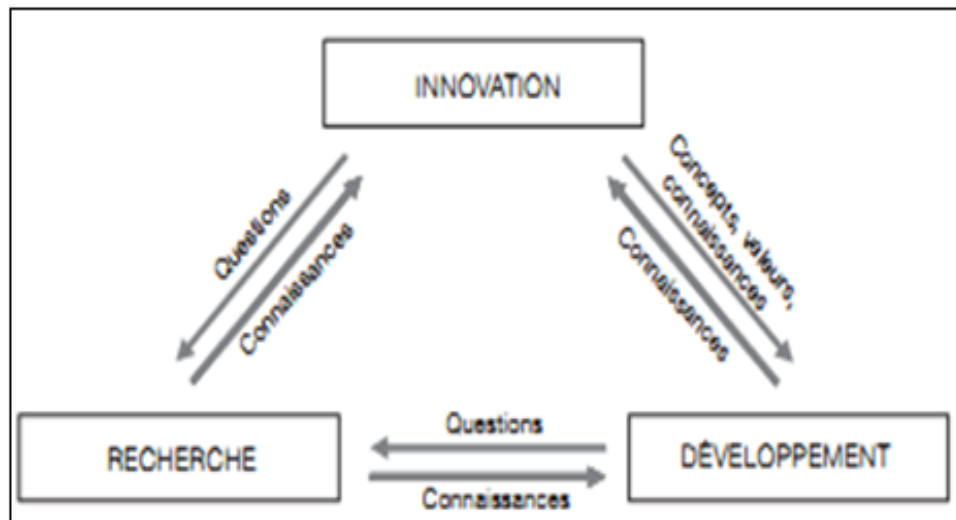 INNOVATION
Questions
Connaissances
Concepts, valeurs,
connaissances
Connaissances
RECHERCHE
Questions
Connaissances
DÉVELOPPEMENT